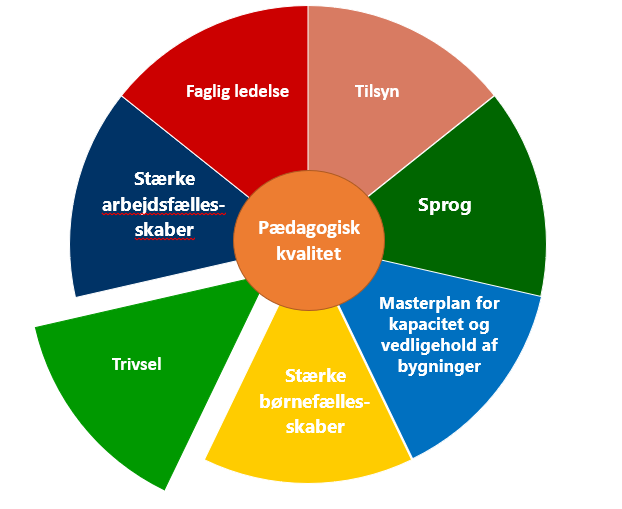 Faglig ledelse
Tilsyn
Stærke
arbejdsfælles-
skaber
Sprog
Pædagogisk
kvalitet
Masterplan for
kapacitet og
vedligehold af
bygninger
Trivsel
Stærke
børnefælles-
skaber